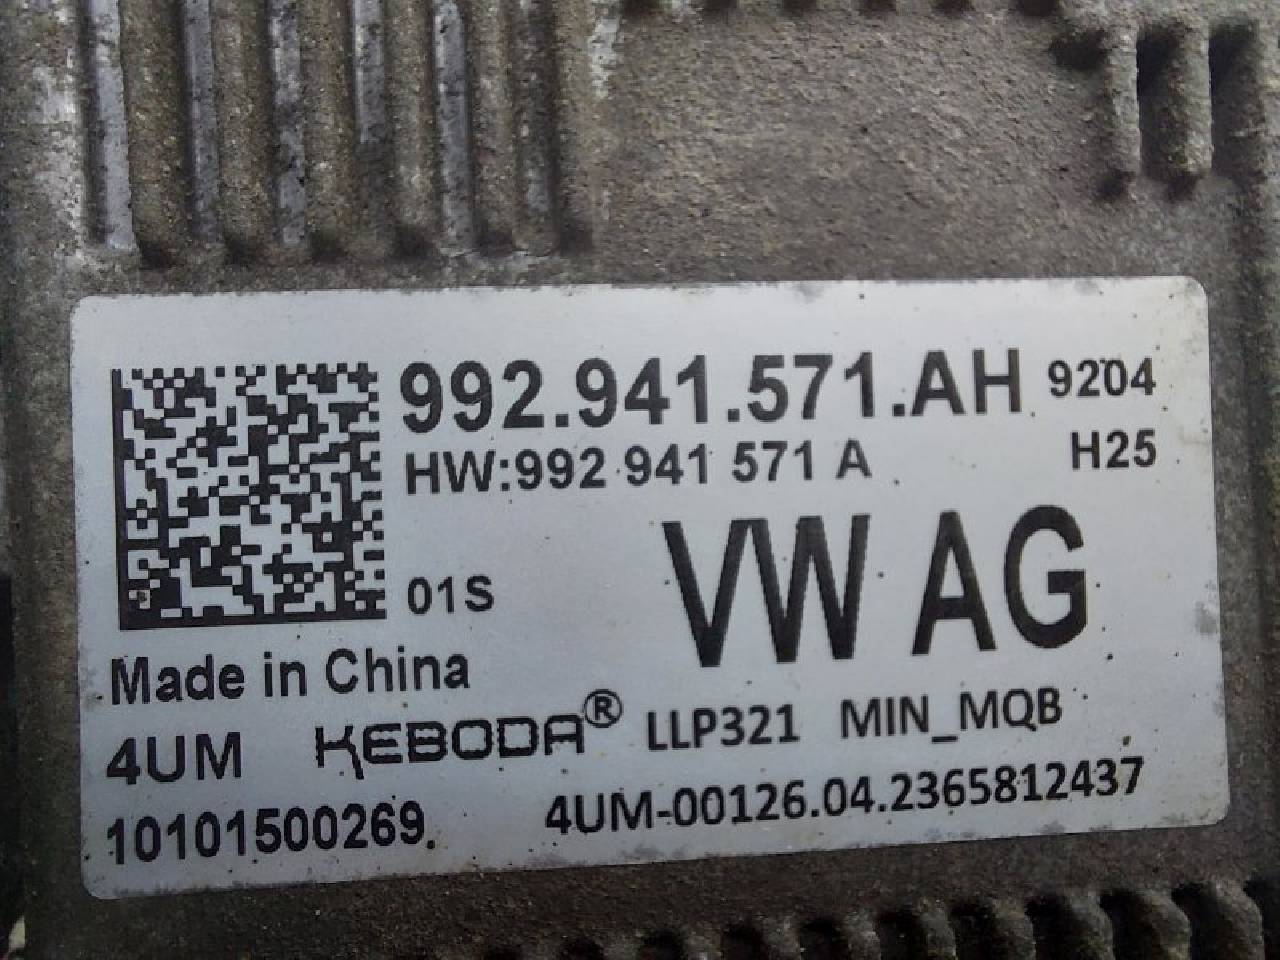 992.941.571.AH 9204
HW:992 941 571 A H25
VW AG
01S
Made in China
4UM KEBODA® LLP321 MIN_MQB
10101500269 4UM-00126.04.2365812437